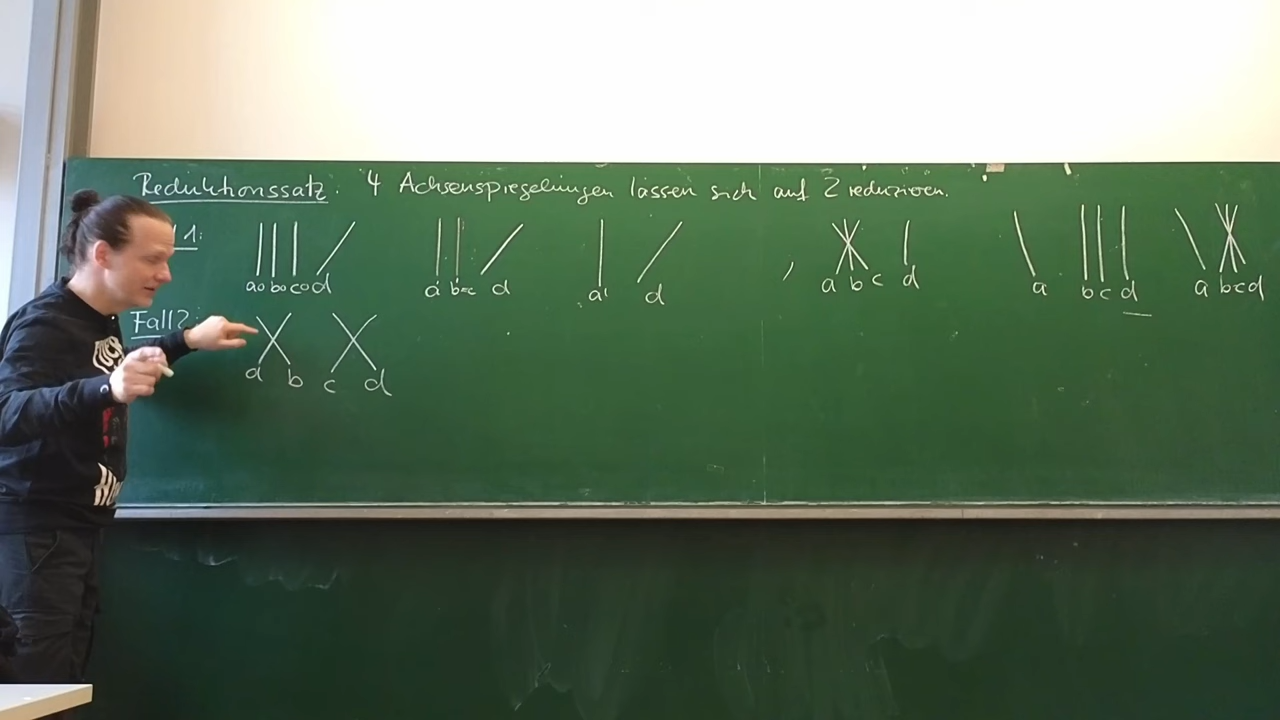 Reduktionssatz: 4 Achsenspiegelungen lassen sich auf 2 reduzieren.
1:
a∘b∘c∘d a' b'=c d a' d , a b c d a b c d a b c d
Fall 2:
a b c d